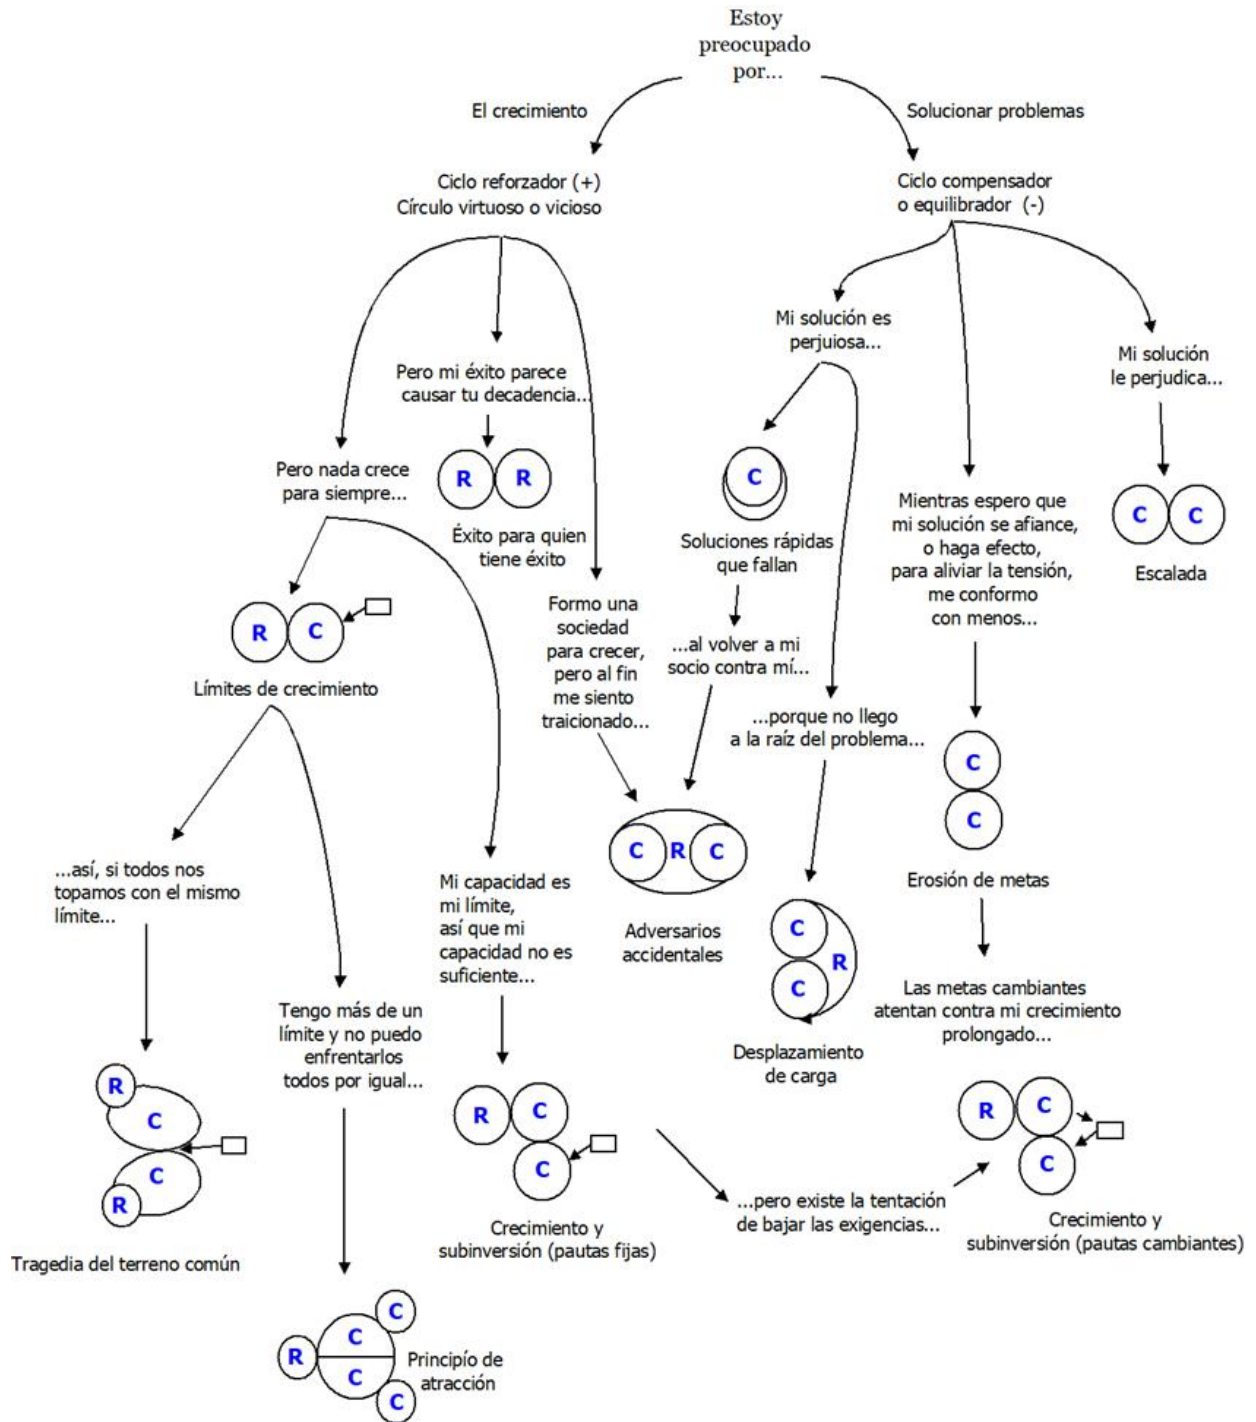 Estoy
preocupado
por...
El crecimiento
Solucionar problemas
Ciclo reforzador (+)
Círculo virtuoso o vicioso
Ciclo compensador
o equilibrador (-)
Mi solución es
perjuiosa...
Mi solución
le perjudica...
Pero mi éxito parece
causar tu decadencia...
Pero nada crece
para siempre...
R R
C
Mientras espero que
mi solución se afiance,
o haga efecto,
para aliviar la tensión,
me conformo
con menos...
C C
Éxito para quien
tiene éxito
Soluciones rápidas
que fallan
Escalada
R C
Límites de crecimiento
Formo una
sociedad
para crecer,
pero al fin
me siento
traicionado...
...al volver a mi
socio contra mí...
...porque no llego
a la raíz del problema...
C
C
C R C
Erosión de metas
...así, si todos nos
topamos con el mismo
límite...
Mi capacidad es
mi límite,
así que mi
capacidad no es
suficiente...
Adversarios
accidentales
C
R
C
Las metas cambiantes
atentan contra mi crecimiento
prolongado...
Tengo más de un
límite y no puedo
enfrentarlos
todos por igual...
Desplazamiento
de carga
R
C
C
R
R C
C
R C
C
...pero existe la tentación
de bajar las exigencias...
Tragedia del terreno común
Crecimiento y
subinversión (pautas fijas)
Crecimiento y
subinversión (pautas cambiantes)
C
C
R
C
C
Principío de
atracción